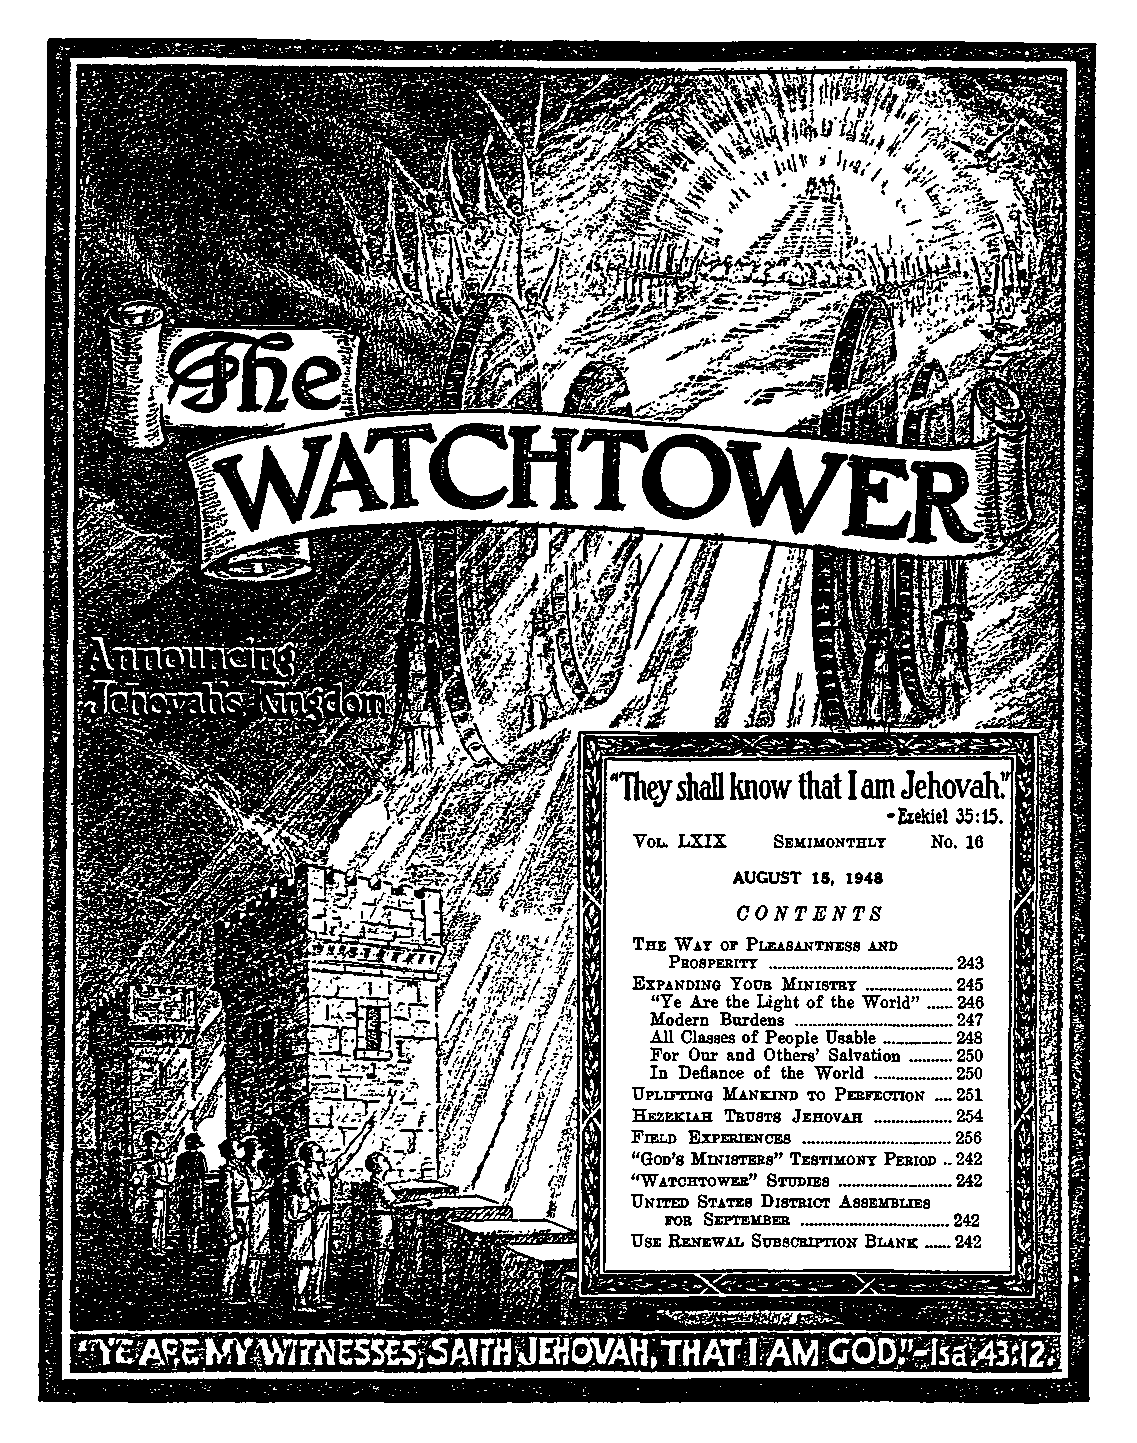 The
WATCHTOWER
Announcing
Jehovah's Kingdom
"They shall know that I am Jehovah."
-Ezekiel 35:15.
VOL. LXIX SEMIMONTHLY NO. 16
AUGUST 15, 1948
CONTENTS
THE WAY OF PLEASANTNESS AND
PROSPERITY ........ 243
EXPANDING YOUR MINISTRY ........ 245
"Ye Are the Light of the World" ...... 246
Modern Burdens ........ 247
All Classes of People Usable ........ 248
For Our and Others' Salvation ........ 250
In Defiance of the World ........ 250
UPLIFTING MANKIND TO PERFECTION .... 251
HEZEKIAH TRUSTS JEHOVAH ........ 254
FIELD EXPERIENCES ........ 256
"GOD'S MINISTERS" TESTIMONY PERIOD .. 242
"WATCHTOWER" STUDIES ........ 242
UNITED STATES DISTRICT ASSEMBLIES
FOR SEPTEMBER ........ 242
USE RENEWAL SUBSCRIPTION BLANK ...... 242
"YE ARE MY WITNESSES, SAITH JEHOVAH, THAT I AM GOD."-Isa. 43:12.